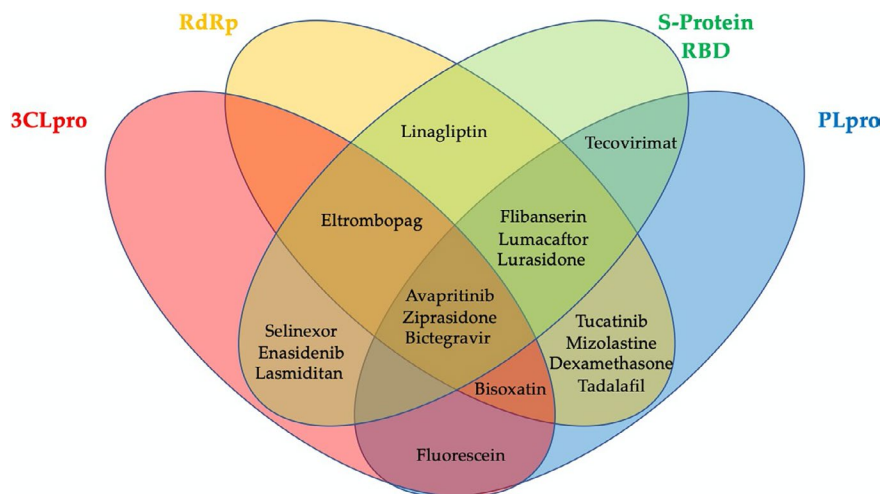 RdRp
S-Protein
RBD
3CLpro
PLpro
Linagliptin
Tecovirimat
Eltrombopag
Flibanserin
Lumacaftor
Lurasidone
Avapritinib
Ziprasidone
Bictegravir
Selinexor
Enasidenib
Lasmiditan
Tucatinib
Mizolastine
Dexamethasone
Tadalafil
Bisoxatin
Fluorescein